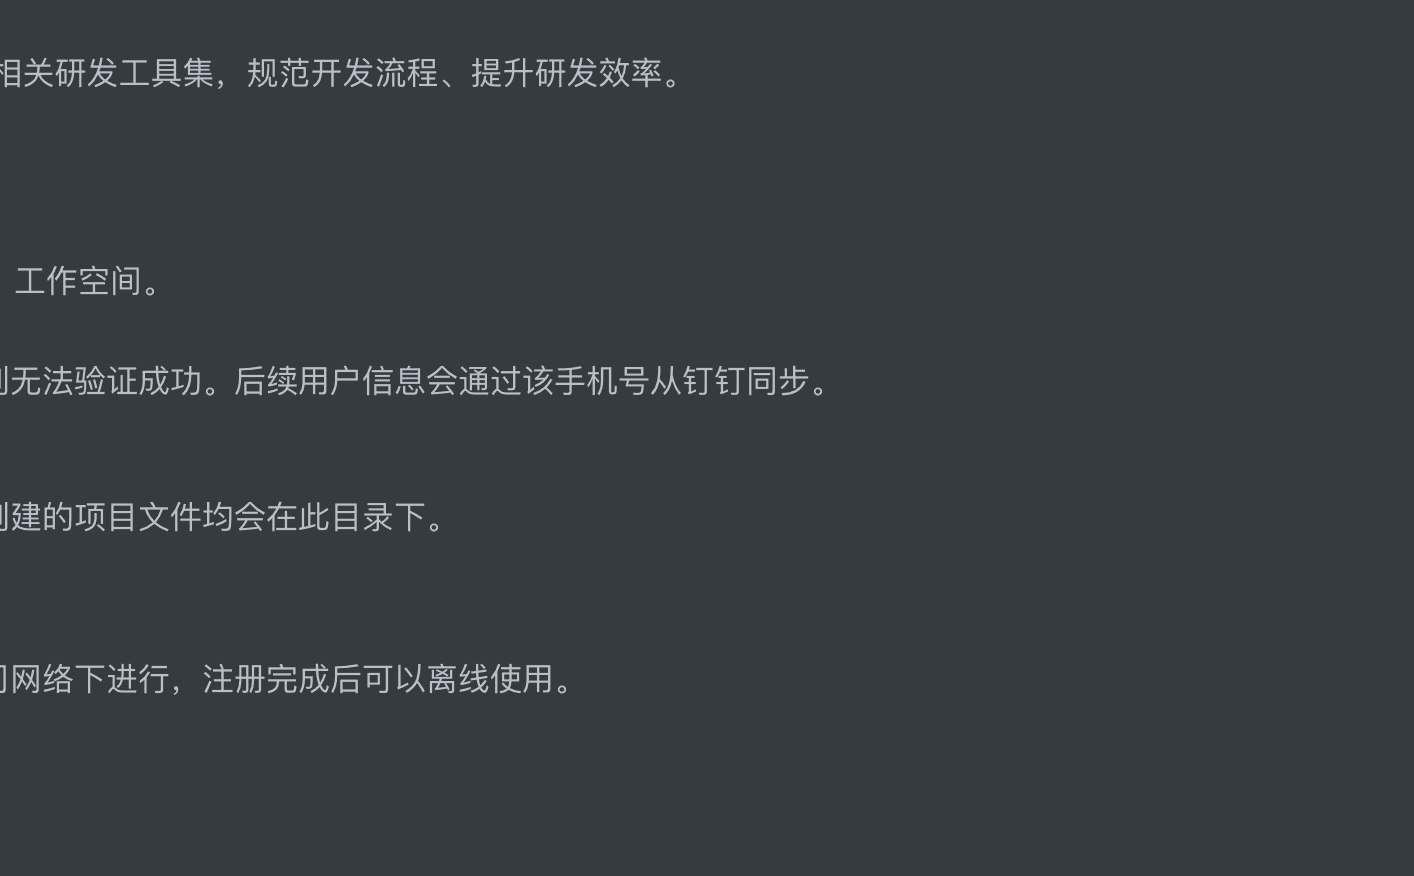 相关研发工具集，规范开发流程、提升研发效率。
工作空间。
无法验证成功。后续用户信息会通过该手机号从钉钉同步。
建的项目文件均会在此目录下。
网络下进行，注册完成后可以离线使用。